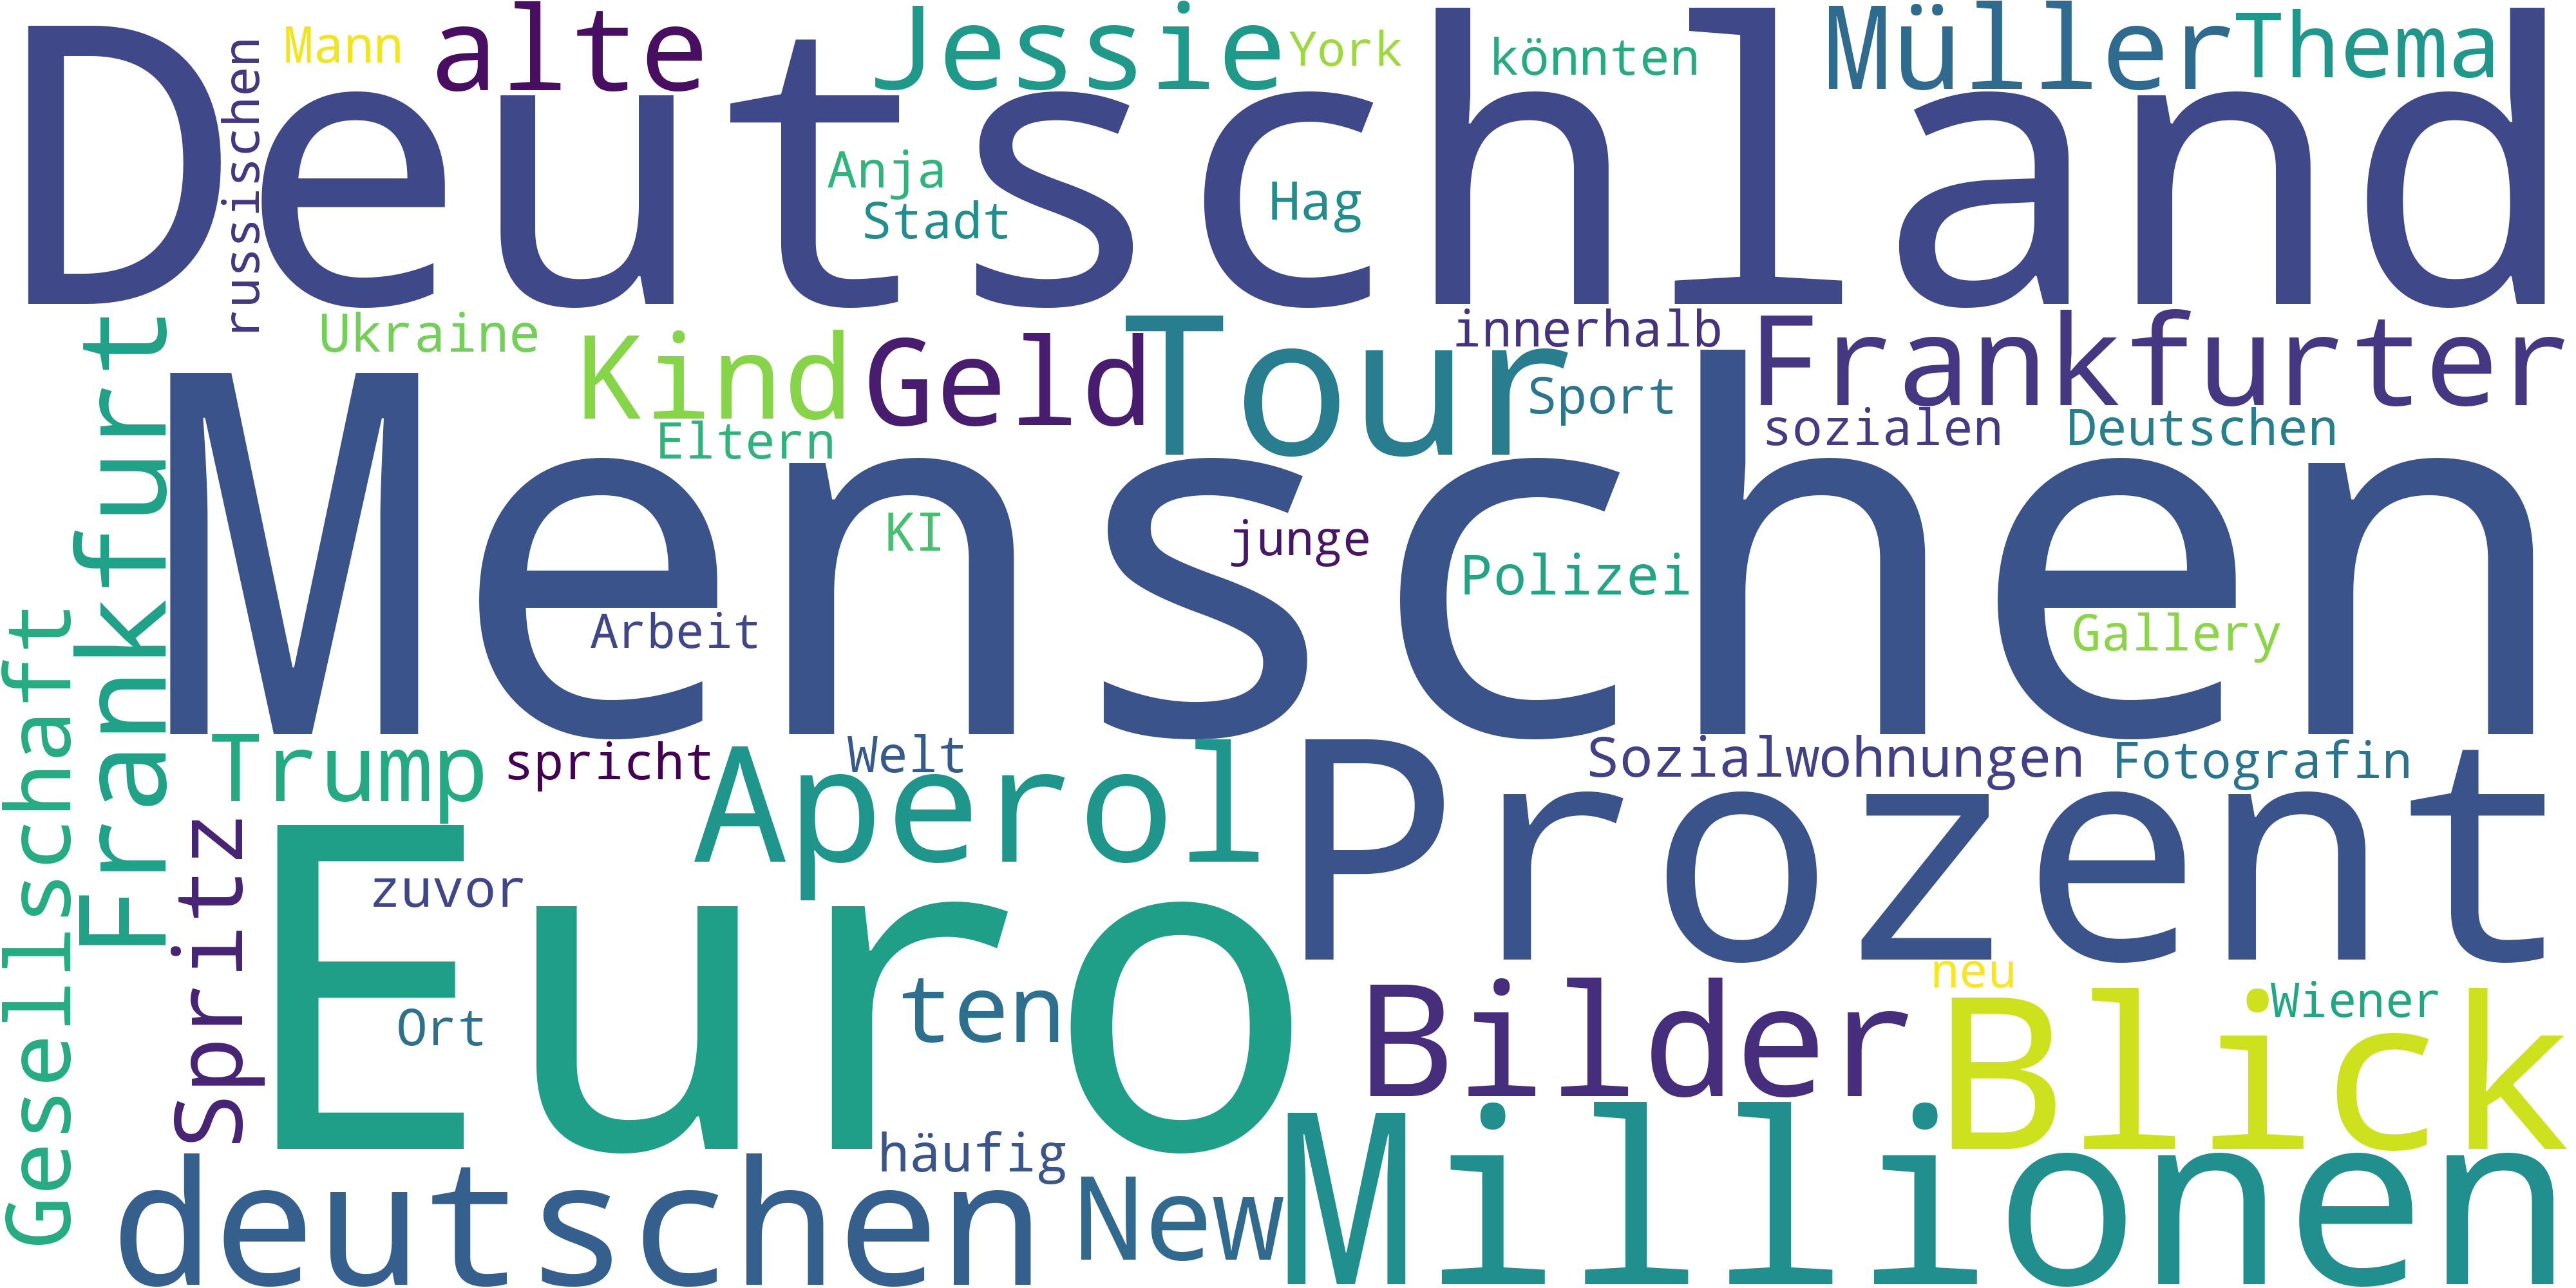 Deutschland
russischen
Mann
alte
Jessie
York
könnten
Müller
Thema
Anja
Stadt
Hag
Ukraine
Kind
Geld
Tour
innerhalb
Frankfurter
Sport
Eltern
sozialen
Deutschen
Frankfurt
Menschen
KI
junge
Polizei
Arbeit
Gallery
Gesellschaft
Trump
spricht
Welt
Aperol
Sozialwohnungen
Fotografin
Prozent
Spritz
Euro
zuvor
Ort
ten
Bilder
neu
Blick
Wiener
häufig
deutschen
New
Millionen